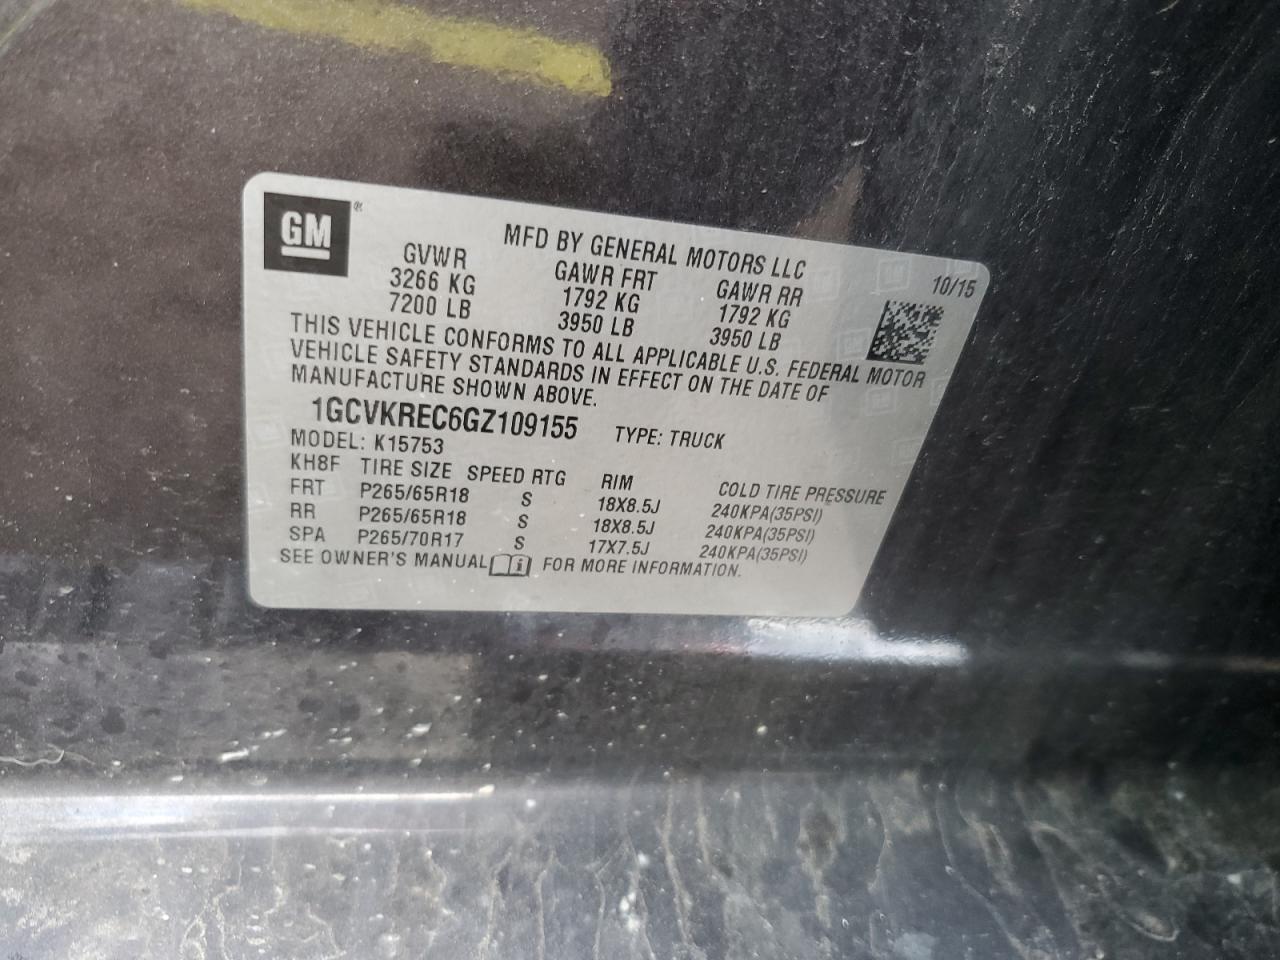 GM ®
MFD BY GENERAL MOTORS LLC
10/15
GVWR GAWR FRT GAWR RR
3266 KG 1792 KG 1792 KG
7200 LB 3950 LB 3950 LB
THIS VEHICLE CONFORMS TO ALL APPLICABLE U.S. FEDERAL MOTOR
VEHICLE SAFETY STANDARDS IN EFFECT ON THE DATE OF
MANUFACTURE SHOWN ABOVE.
1GCVKREC6GZ109155 TYPE: TRUCK
MODEL: K15753
KH8F TIRE SIZE SPEED RTG RIM COLD TIRE PRESSURE
FRT P265/65R18 S 18X8.5J 240KPA(35PSI)
RR P265/65R18 S 18X8.5J 240KPA(35PSI)
SPA P265/70R17 S 17X7.5J 240KPA(35PSI)
SEE OWNER'S MANUAL i FOR MORE INFORMATION.